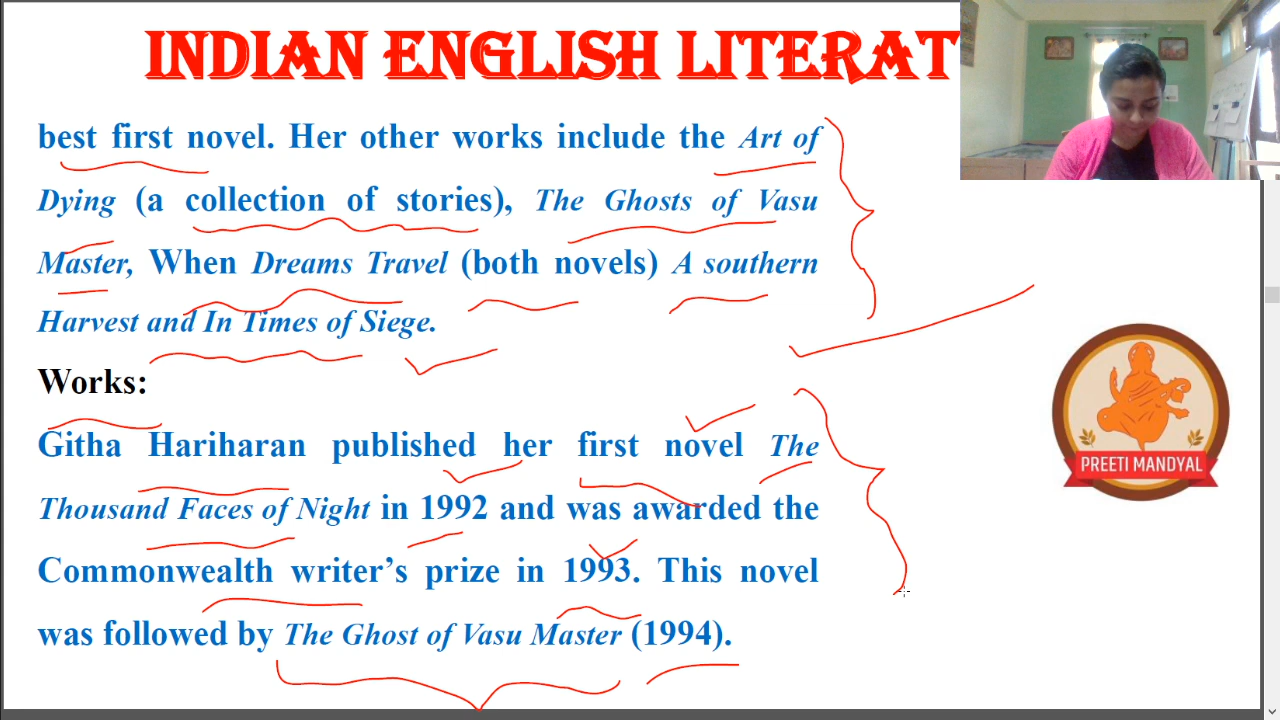 INDIAN ENGLISH LITERAT
best first novel. Her other works include the Art of
Dying (a collection of stories), The Ghosts of Vasu
Master, When Dreams Travel (both novels) A southern
Harvest and In Times of Siege.
Works:
Githa Hariharan published her first novel The
Thousand Faces of Night in 1992 and was awarded the
Commonwealth writer's prize in 1993. This novel
was followed by The Ghost of Vasu Master (1994).
PREETI MANDYAL